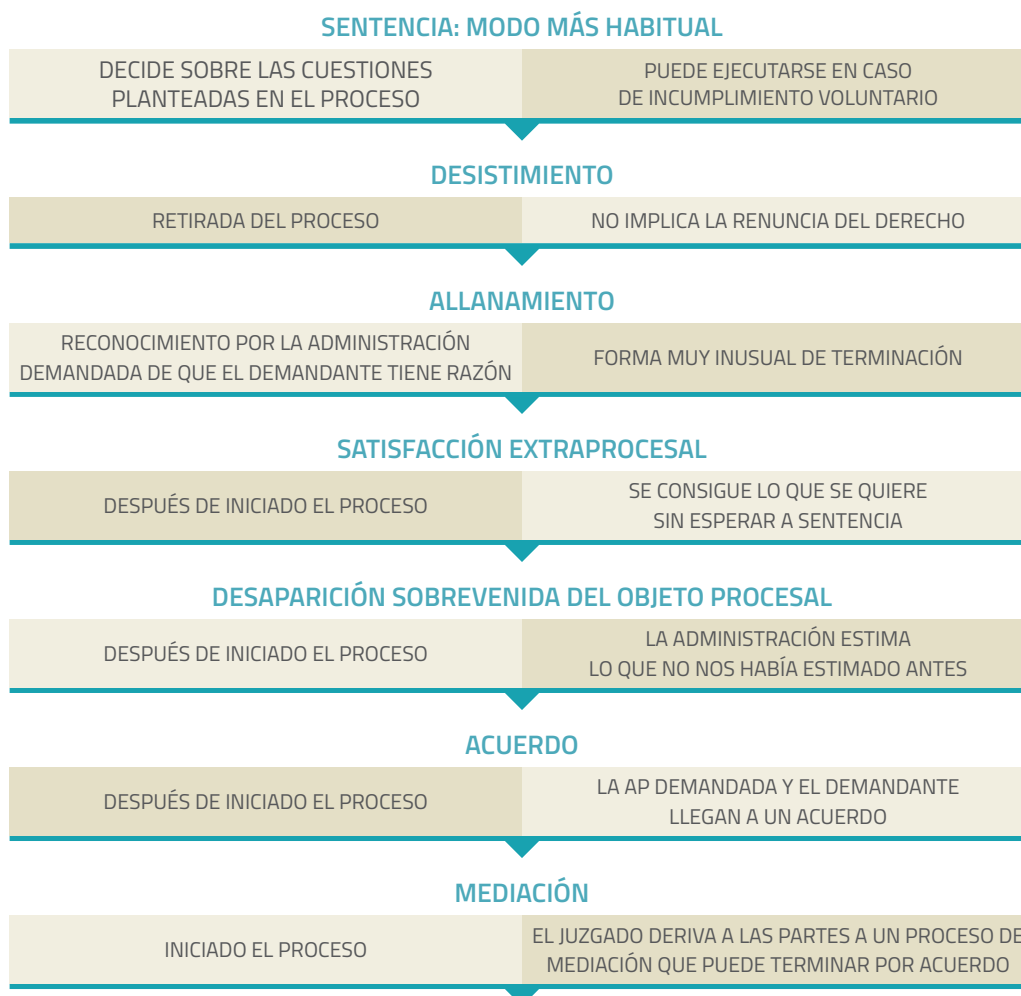 SENTENCIA: MODO MÁS HABITUAL
DECIDE SOBRE LAS CUESTIONES
PLANTEADAS EN EL PROCESO
PUEDE EJECUTARSE EN CASO
DE INCUMPLIMIENTO VOLUNTARIO
DESISTIMIENTO
RETIRADA DEL PROCESO
NO IMPLICA LA RENUNCIA DEL DERECHO
ALLANAMIENTO
RECONOCIMIENTO POR LA ADMINISTRACIÓN
DEMANDADA DE QUE EL DEMANDANTE TIENE RAZÓN
FORMA MUY INUSUAL DE TERMINACIÓN
SATISFACCIÓN EXTRAPROCESAL
DESPUÉS DE INICIADO EL PROCESO
SE CONSIGUE LO QUE SE QUIERE
SIN ESPERAR A SENTENCIA
DESAPARICIÓN SOBREVENIDA DEL OBJETO PROCESAL
DESPUÉS DE INICIADO EL PROCESO
LA ADMINISTRACIÓN ESTIMA
LO QUE NO NOS HABÍA ESTIMADO ANTES
ACUERDO
DESPUÉS DE INICIADO EL PROCESO
LA AP DEMANDADA Y EL DEMANDANTE
LLEGAN A UN ACUERDO
MEDIACIÓN
INICIADO EL PROCESO
EL JUZGADO DERIVA A LAS PARTES A UN PROCESO DE
MEDIACIÓN QUE PUEDE TERMINAR POR ACUERDO